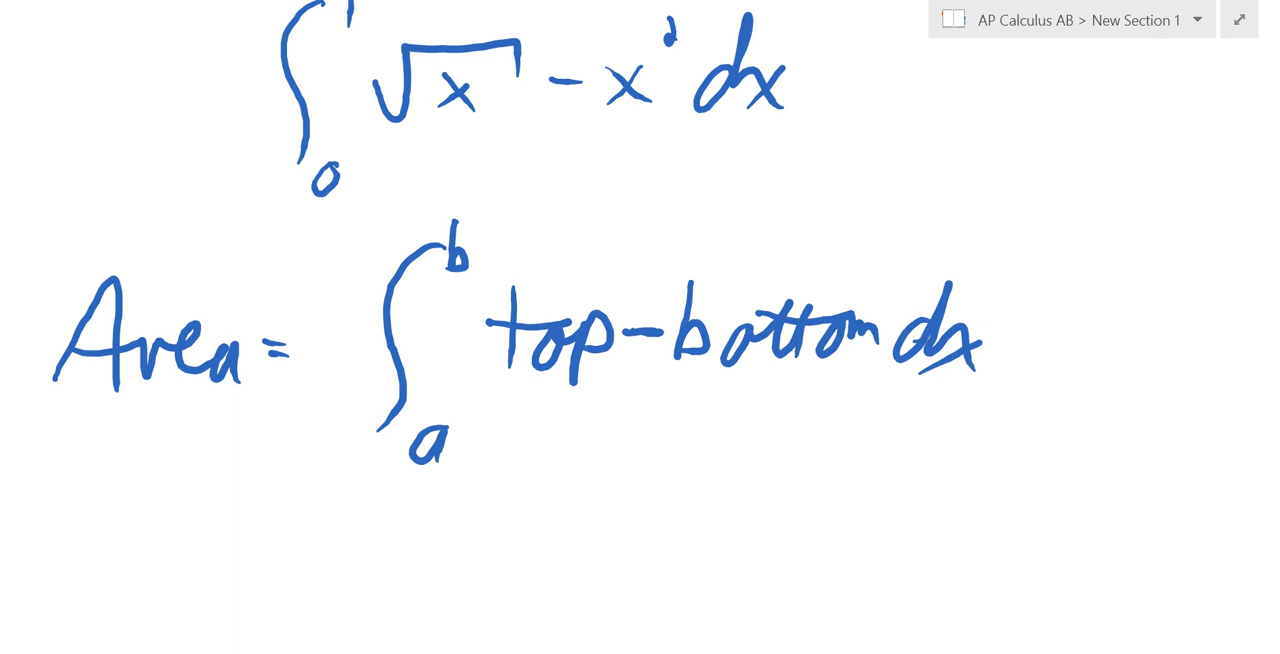 AP Calculus AB > New Section 1
∫₀¹ √x - x² dx
Area = ∫ₐᵇ top - bottom dx